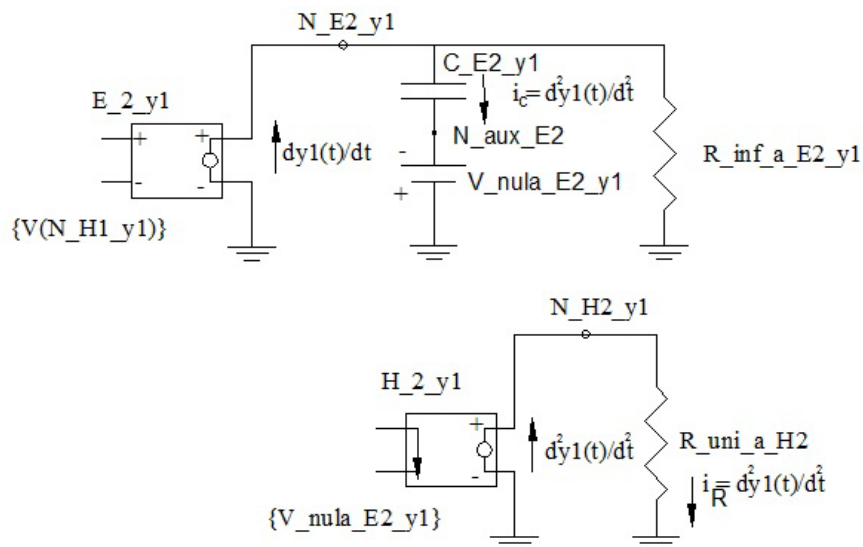 N_E2_y1
C_E2_y1
E_2_y1
i_c=d²y1(t)/dt²
+ +
- -
dy1(t)/dt
N_aux_E2
-
V_nula_E2_y1
+
R_inf_a_E2_y1
{V(N_H1_y1)}
N_H2_y1
H_2_y1
+
-
d²y1(t)/dt²
R_uni_a_H2
i_R=d²y1(t)/dt²
{V_nula_E2_y1}